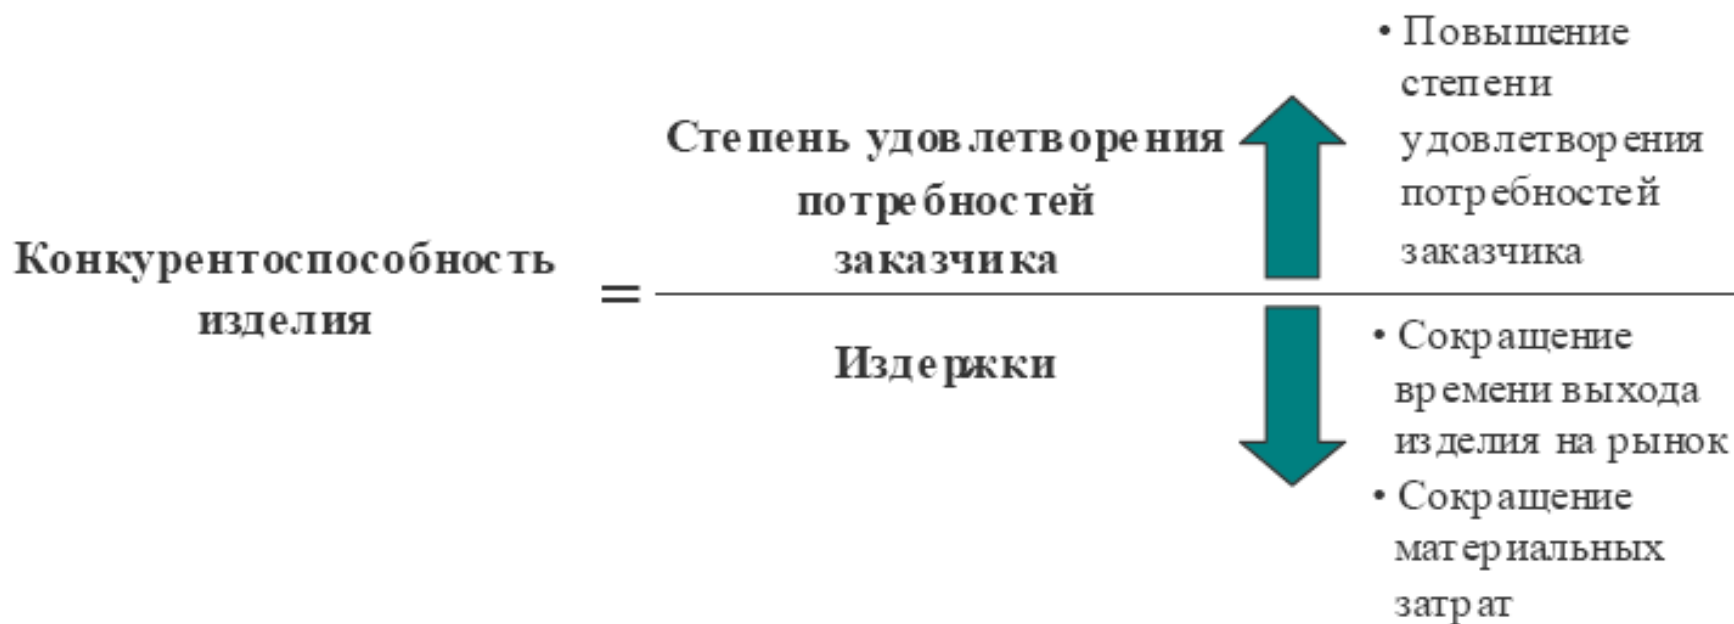 Конкурентоспособность
изделия
=
Степень удовлетворения
потребностей
заказчика
• Повышение
степени
удовлетворения
потребностей
заказчика
Издержки
• Сокращение
времени выхода
изделия на рынок
• Сокращение
материальных
затрат